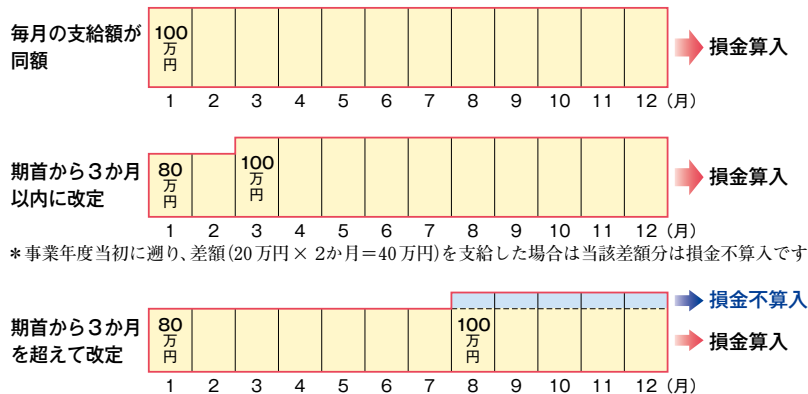 毎月の支給額が
同額
100
万
円
損金算入
1 2 3 4 5 6 7 8 9 10 11 12 (月)
期首から3か月
以内に改定
80
万
円
100
万
円
損金算入
1 2 3 4 5 6 7 8 9 10 11 12 (月)
*事業年度当初に遡り、差額(20万円×2か月=40万円)を支給した場合は当該差額分は損金不算入です
期首から3か月
を超えて改定
80
万
円
100
万
円
損金不算入
損金算入
1 2 3 4 5 6 7 8 9 10 11 12 (月)